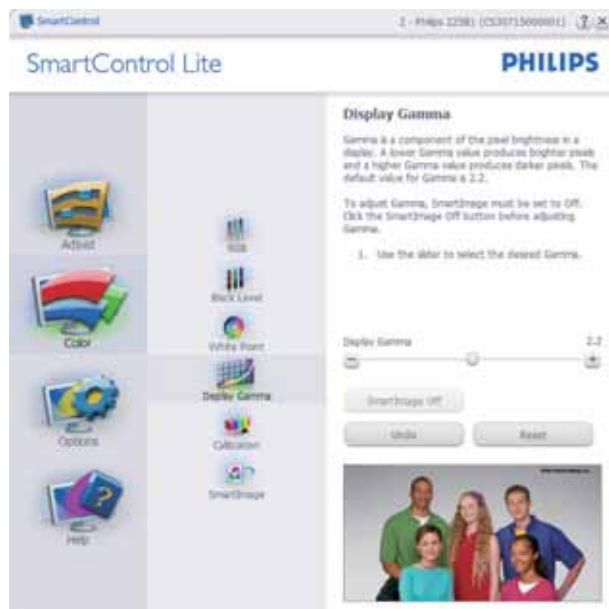 SmartControl
2 - Philips 225B1 (CS30715000001)
? ×
SmartControl Lite
PHILIPS
Adjust
Color
Options
Help
RGB
Black Level
White Point
Display Gamma
Calibration
SmartImage
Display Gamma
Gamma is a component of the pixel brightness in a
display. A lower Gamma value produces brighter pixels
and a higher Gamma value produces darker pixels. The
default value for Gamma is 2.2.
To adjust Gamma, SmartImage must be set to Off.
Click the SmartImage Off button before adjusting
Gamma.
1. Use the slider to select the desired Gamma.
Display Gamma 2.2
SmartImage Off
Undo
Reset